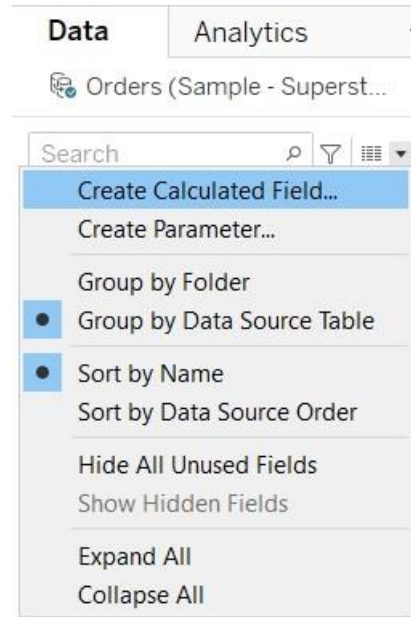 Data Analytics
Orders (Sample - Superst...
Search
Create Calculated Field...
Create Parameter...
Group by Folder
Group by Data Source Table
Sort by Name
Sort by Data Source Order
Hide All Unused Fields
Show Hidden Fields
Expand All
Collapse All